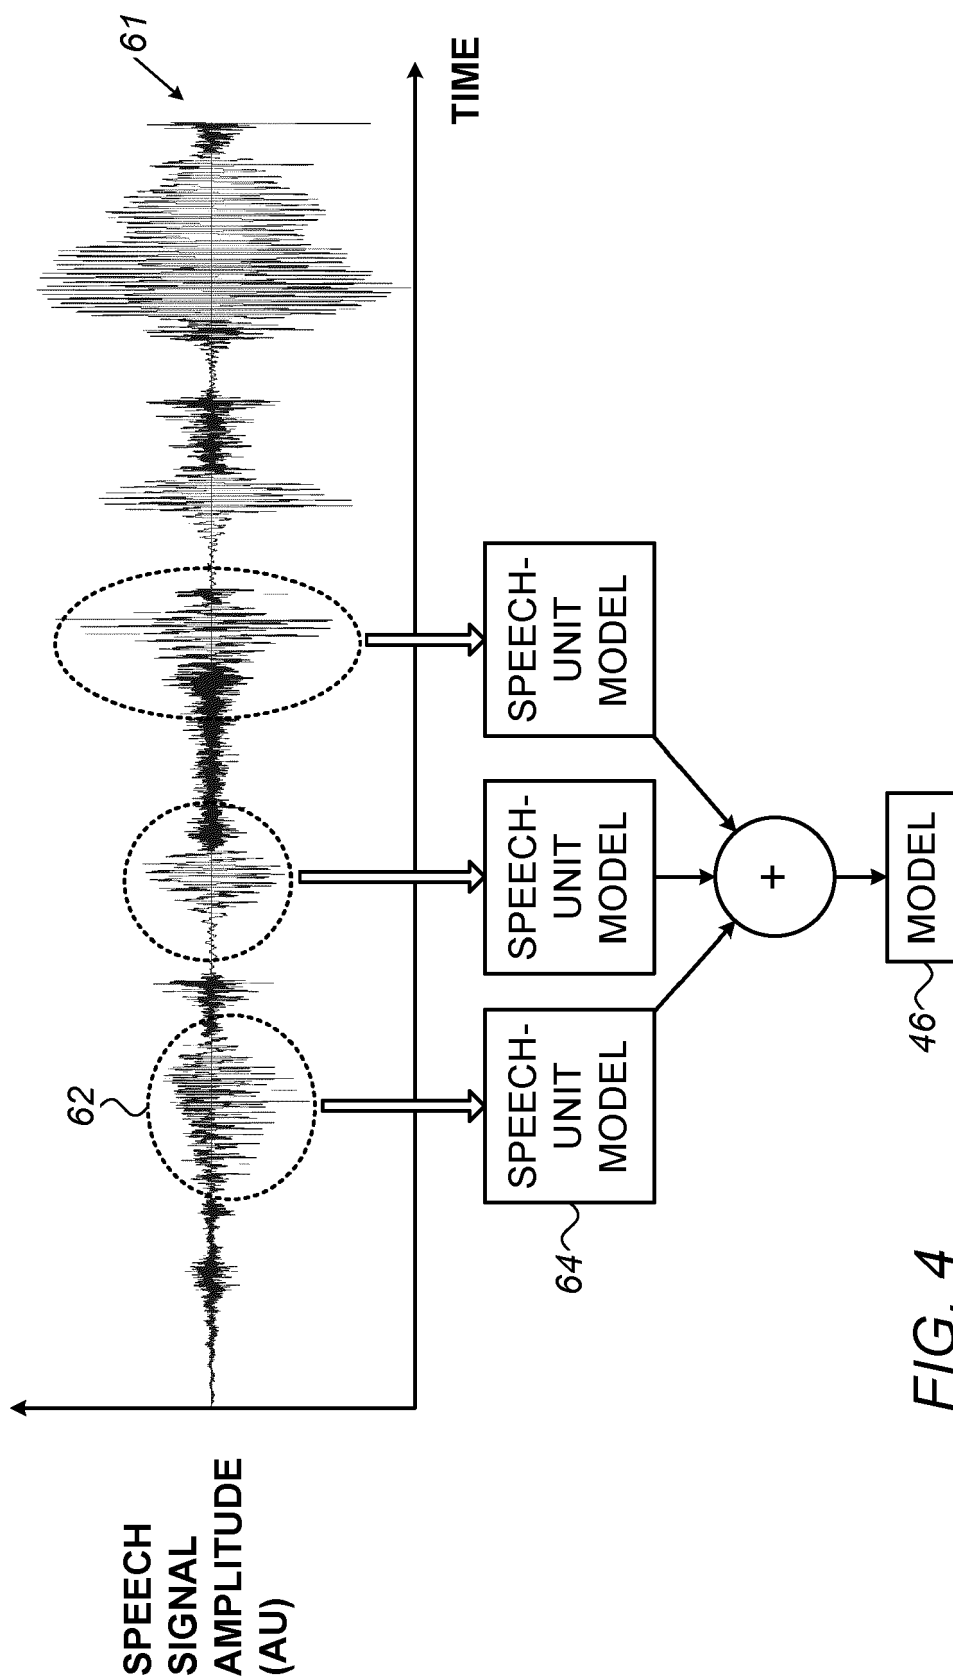 SPEECH
SIGNAL
AMPLITUDE
(AU)
61
62
TIME
64
SPEECH-
UNIT
MODEL
SPEECH-
UNIT
MODEL
SPEECH-
UNIT
MODEL
+
46
MODEL
FIG. 4